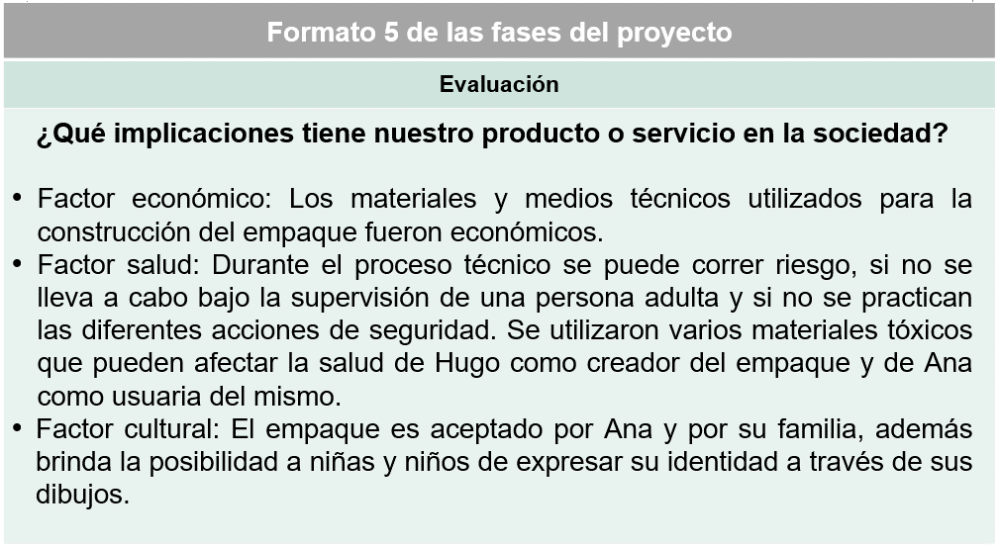 Formato 5 de las fases del proyecto
Evaluación
¿Qué implicaciones tiene nuestro producto o servicio en la sociedad?
• Factor económico: Los materiales y medios técnicos utilizados para la
construcción del empaque fueron económicos.
• Factor salud: Durante el proceso técnico se puede correr riesgo, si no se
lleva a cabo bajo la supervisión de una persona adulta y si no se practican
las diferentes acciones de seguridad. Se utilizaron varios materiales tóxicos
que pueden afectar la salud de Hugo como creador del empaque y de Ana
como usuaria del mismo.
• Factor cultural: El empaque es aceptado por Ana y por su familia, además
brinda la posibilidad a niñas y niños de expresar su identidad a través de sus
dibujos.